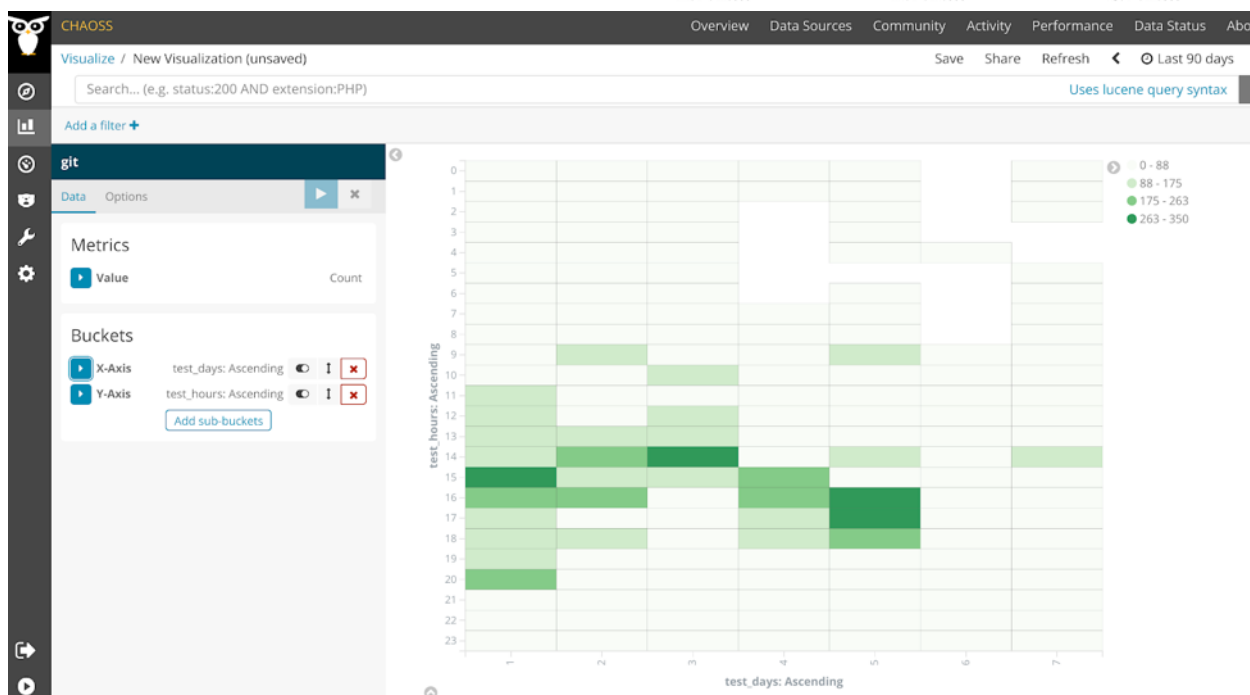 CHAOSS Overview Data Sources Community Activity Performance Data Status Abo
Visualize / New Visualization (unsaved) Save Share Refresh Last 90 days
Search... (e.g. status:200 AND extension:PHP) Uses lucene query syntax
Add a filter +
git
Data Options
Metrics
Value Count
Buckets
X-Axis test_days: Ascending
Y-Axis test_hours: Ascending
Add sub-buckets
test_hours: Ascending
0
1
2
3
4
5
6
7
8
9
10
11
12
13
14
15
16
17
18
19
20
21
22
23
1 2 3 4 5 6 7
test_days: Ascending
0 - 88
88 - 175
175 - 263
263 - 350